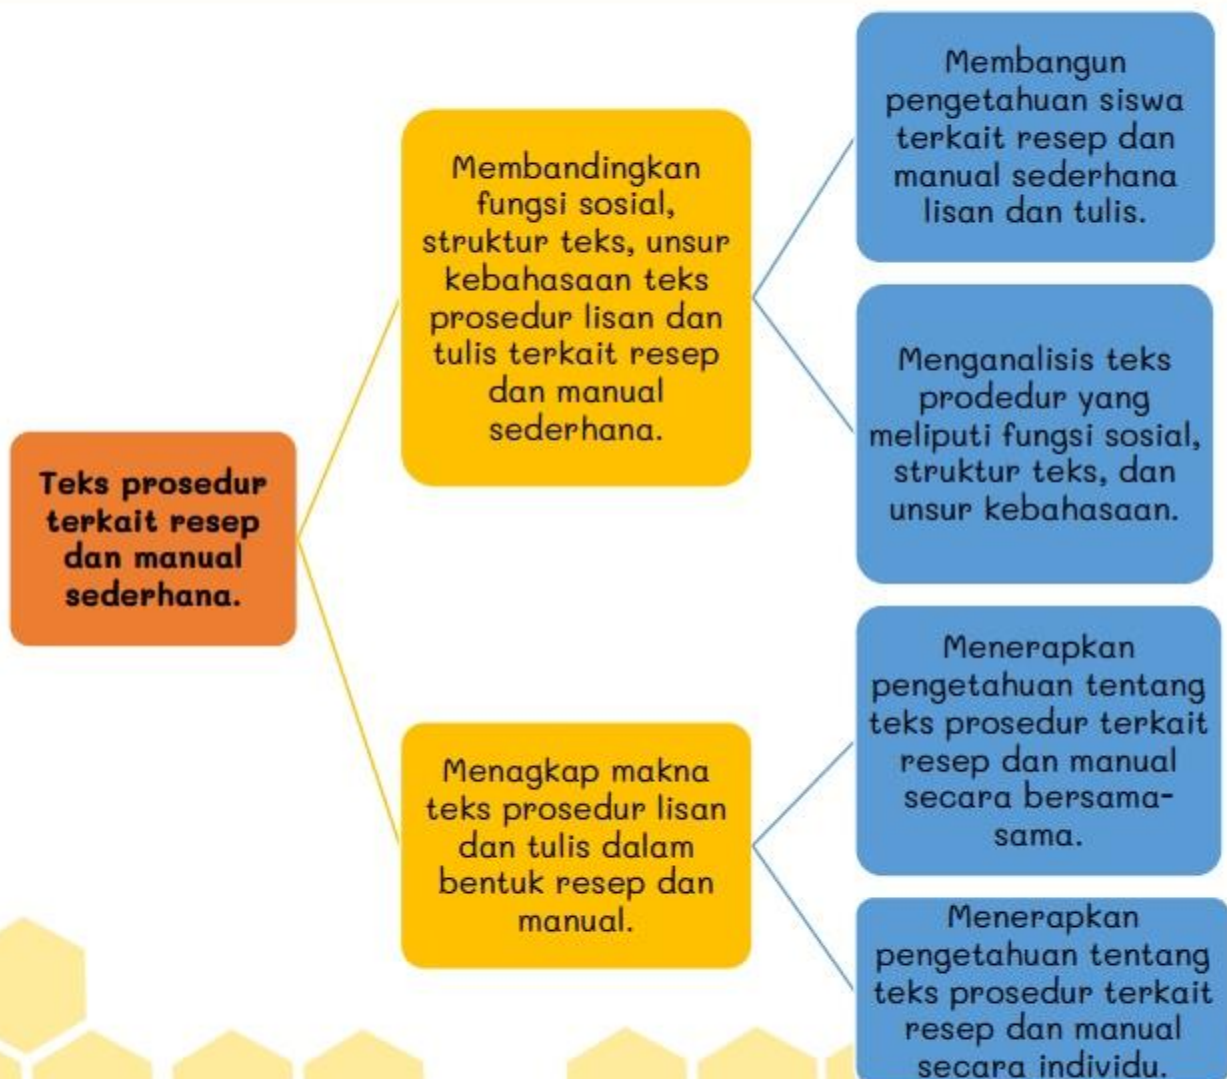 Teks prosedur
terkait resep
dan manual
sederhana.
Membandingkan
fungsi sosial,
struktur teks, unsur
kebahasaan teks
prosedur lisan dan
tulis terkait resep
dan manual
sederhana.
Membangun
pengetahuan siswa
terkait resep dan
manual sederhana
lisan dan tulis.
Menganalisis teks
prodedur yang
meliputi fungsi sosial,
struktur teks, dan
unsur kebahasaan.
Menagkap makna
teks prosedur lisan
dan tulis dalam
bentuk resep dan
manual.
Menerapkan
pengetahuan tentang
teks prosedur terkait
resep dan manual
secara bersama-
sama.
Menerapkan
pengetahuan tentang
teks prosedur terkait
resep dan manual
secara individu.